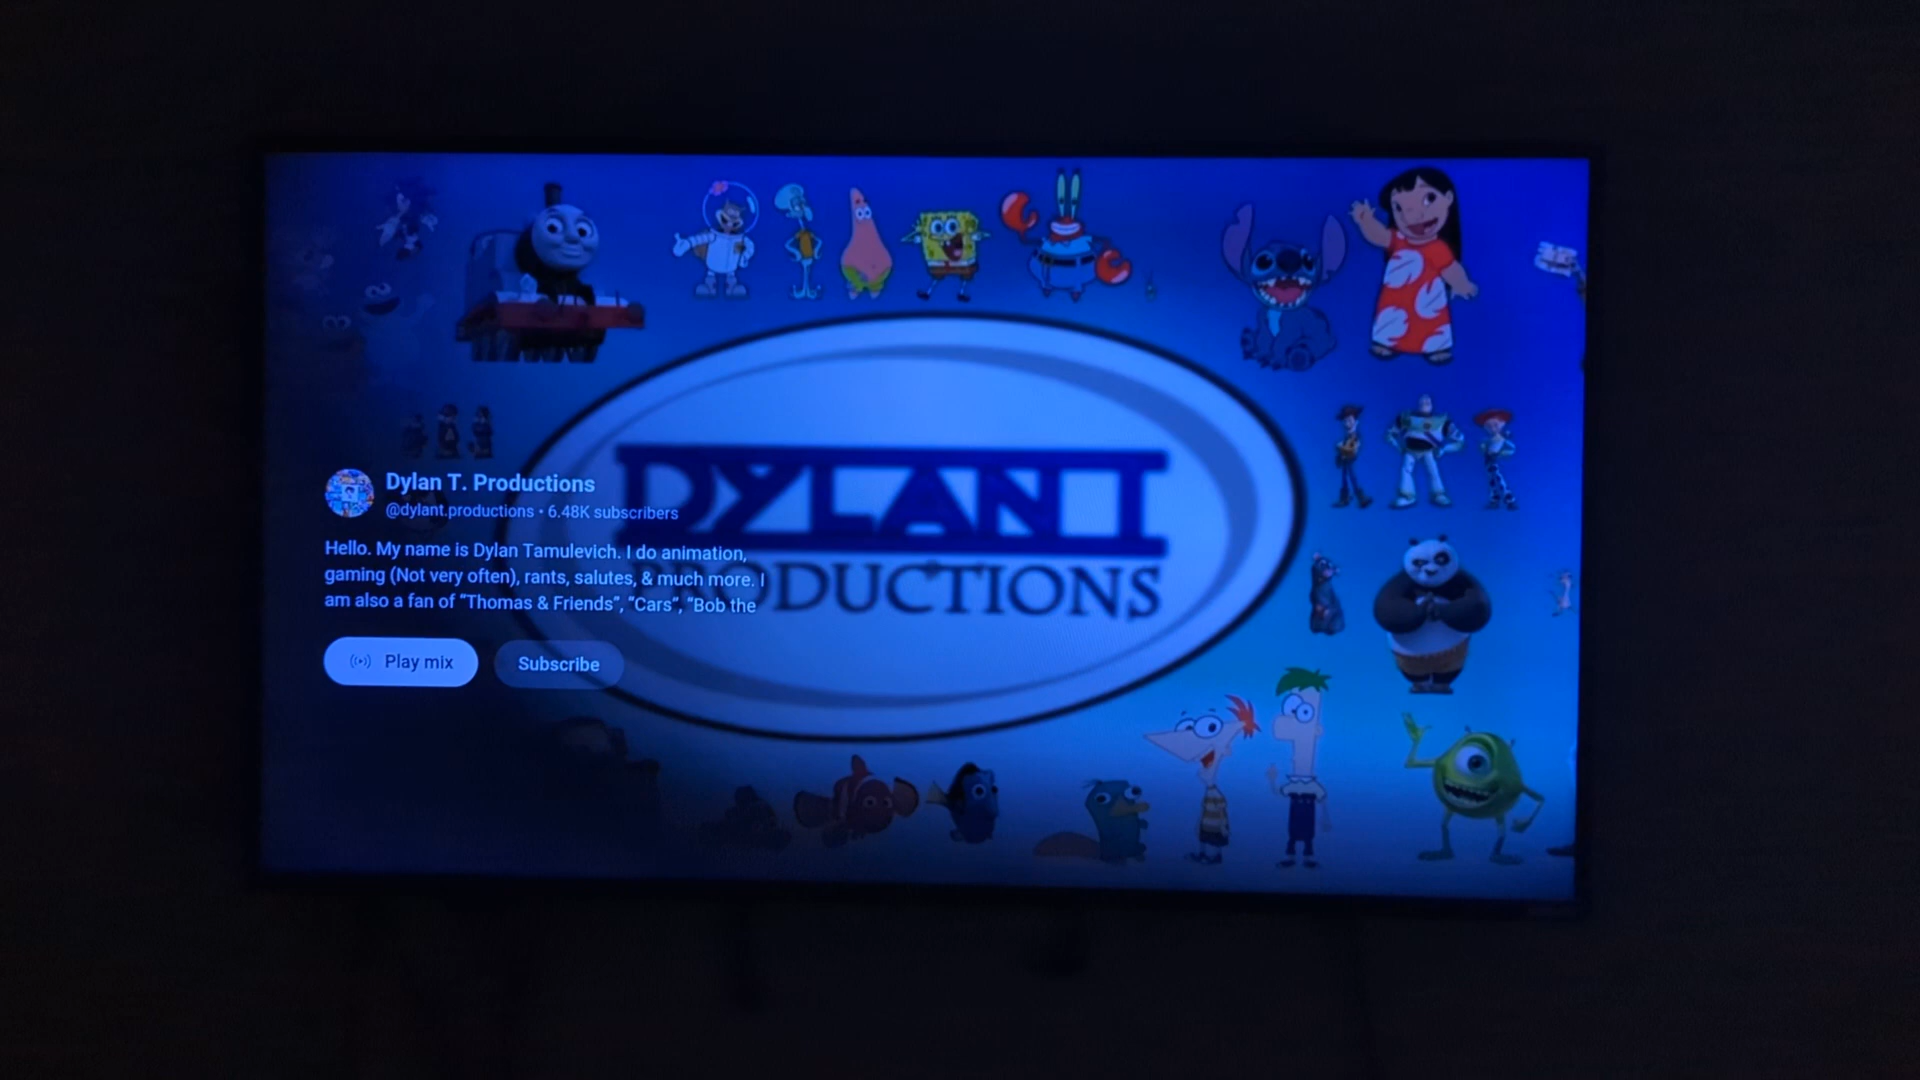 DYLAN T
PRODUCTIONS
Dylan T. Productions
@dylant.productions • 6.48K subscribers
Hello. My name is Dylan Tamulevich. I do animation,
gaming (Not very often), rants, salutes, & much more. I
am also a fan of “Thomas & Friends”, “Cars”, “Bob the
Play mix
Subscribe